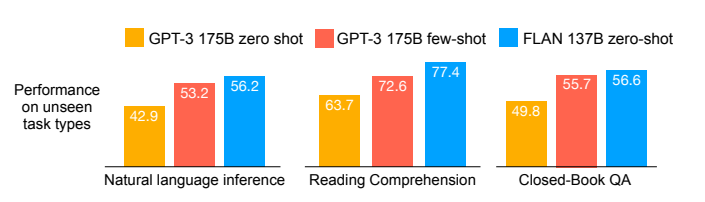 GPT-3 175B zero shot GPT-3 175B few-shot FLAN 137B zero-shot
Performance
on unseen
task types
42.9 53.2 56.2
63.7 72.6 77.4
49.8 55.7 56.6
Natural language inference Reading Comprehension Closed-Book QA